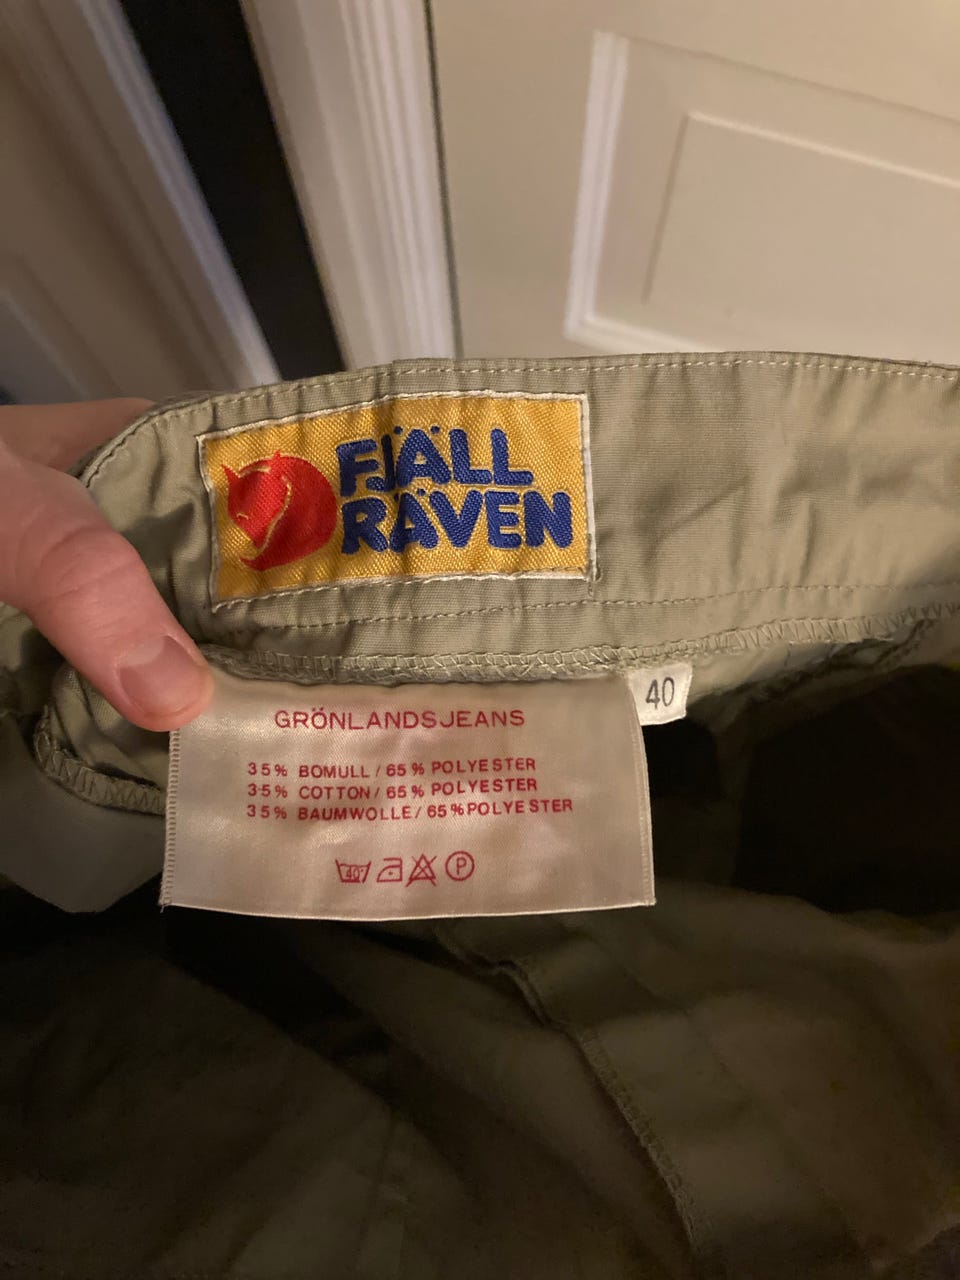 FJÄLL
RÄVEN
40
GRÖNLANDSJEANS
35% BOMULL / 65% POLYESTER
35% COTTON / 65% POLYESTER
35% BAUMWOLLE / 65% POLYESTER
40° P